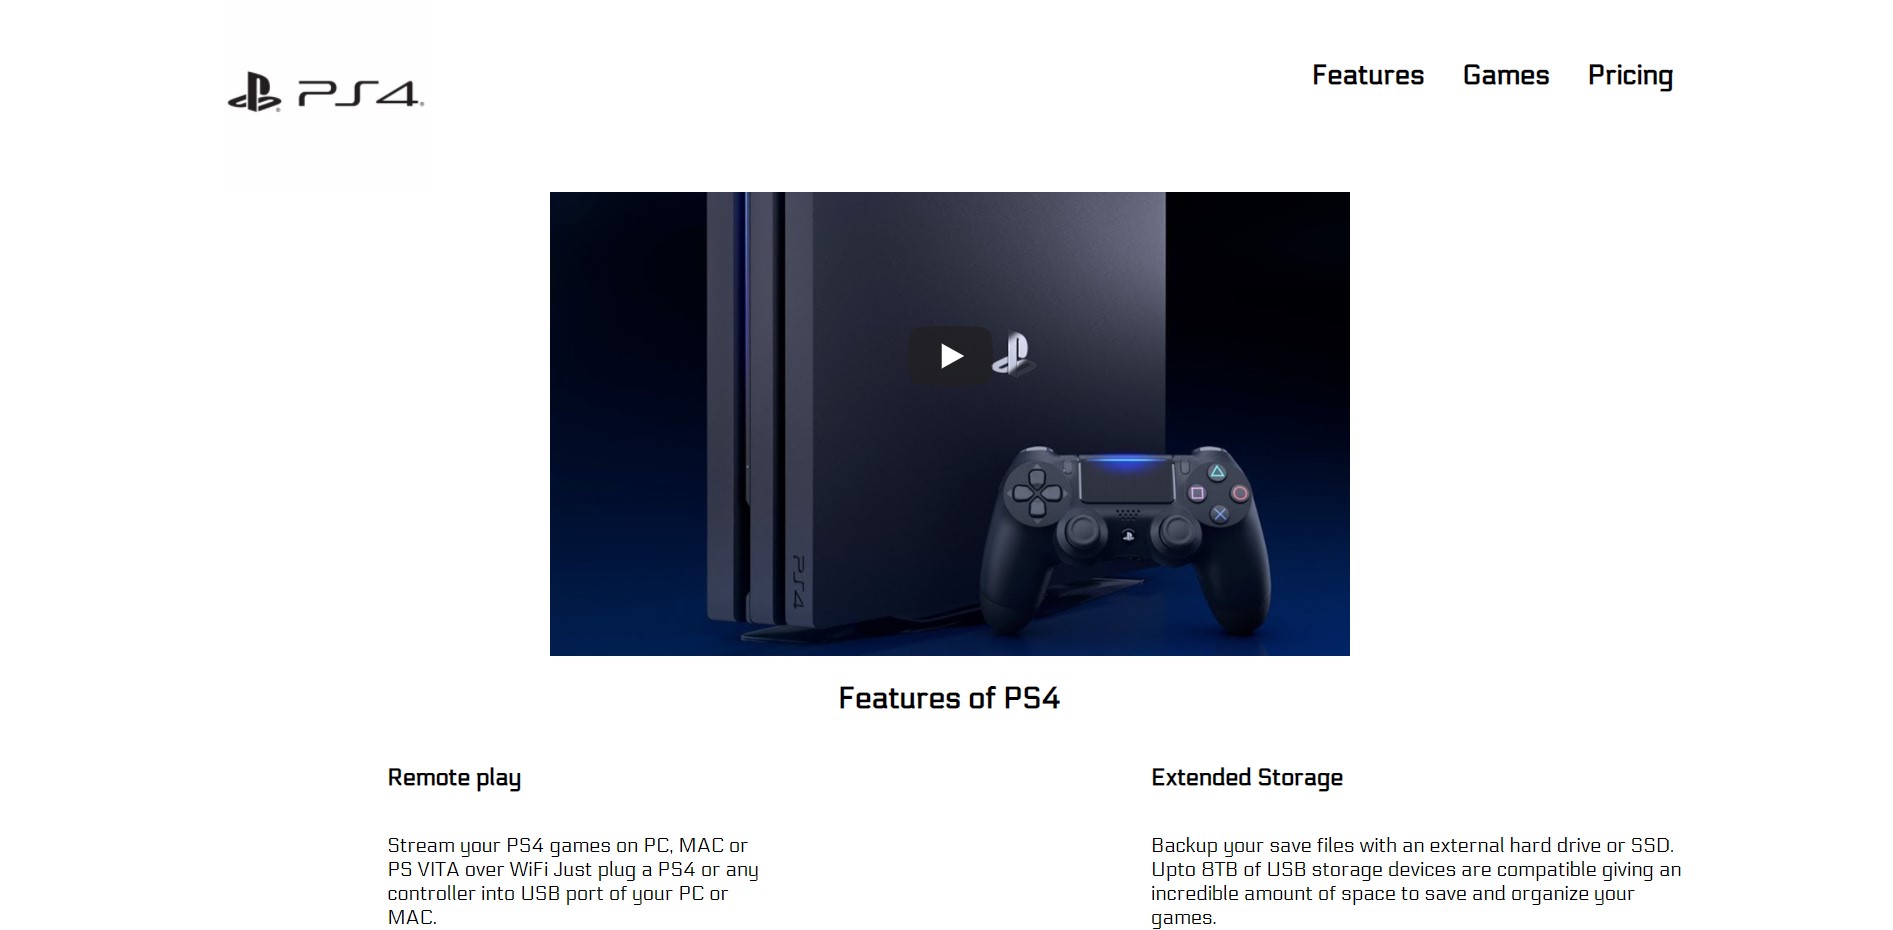 PS4
Features Games Pricing
PS4
Features of PS4
Remote play
Stream your PS4 games on PC, MAC or
PS VITA over WiFi Just plug a PS4 or any
controller into USB port of your PC or
MAC.
Extended Storage
Backup your save files with an external hard drive or SSD.
Upto 8TB of USB storage devices are compatible giving an
incredible amount of space to save and organize your
games.